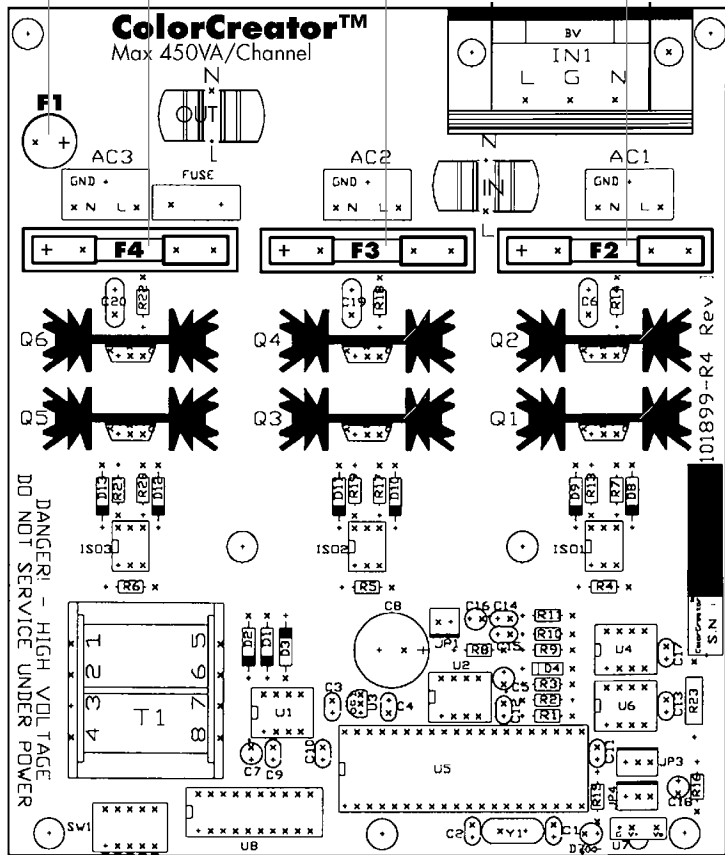 ColorCreator™
Max 450VA/Channel
BV
IN1
L G N
N
OUT
L
F1
N
IN
L
AC3
FUSE
AC2
AC1
GND
N L
GND
N L
GND
N L
F4
F3
F2
C20
R22
C19
R18
C6
R14
Q6
Q4
Q2
Q5
Q3
Q1
101899-R4 Rev
D13
R21
R20
D12
R19
R17
D10
D9
R13
R7
D8
ISO3
ISO2
ISO1
R6
R5
R4
DANGER! - HIGH VOLTAGE
DO NOT SERVICE UNDER POWER
ColorCreator
S.N.
1 5
2 6
3 7
4 8
T1
D2
D1
D3
C8
JP1
C16
C14
C15
R11
R10
R8
R9
D4
R3
R2
R1
U2
C5
C12
U4
C17
U6
C13
R23
U1
C3
U3
C4
C7
C9
C10
U5
C11
JP3
JP4
R15
C18
R16
SW1
U8
C2
Y1
C1
U7